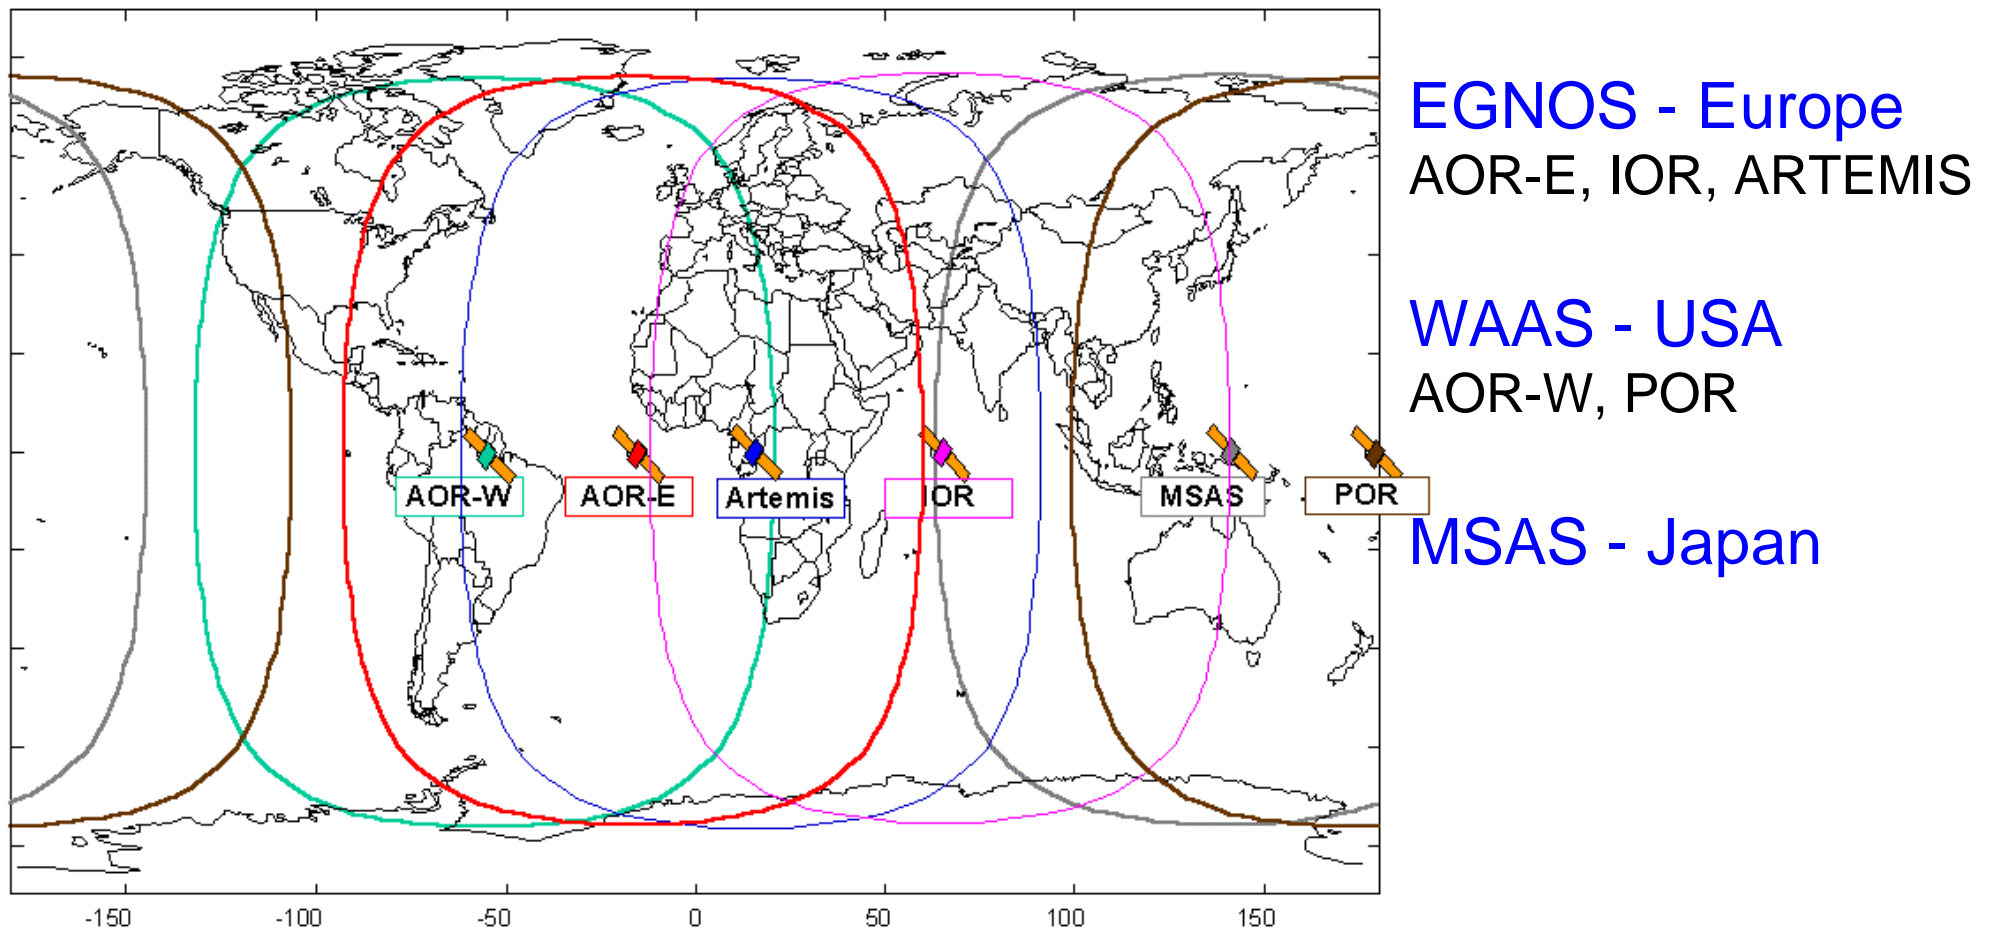 EGNOS - Europe
AOR-E, IOR, ARTEMIS
WAAS - USA
AOR-W, POR
AOR-W
AOR-E
Artemis
IOR
MSAS
POR
MSAS - Japan
-150
-100
-50
0
50
100
150